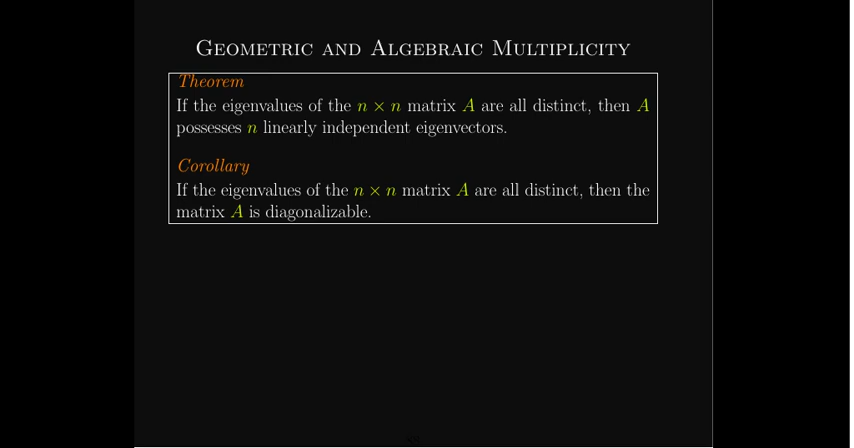 Geometric and Algebraic Multiplicity
Theorem
If the eigenvalues of the n × n matrix A are all distinct, then A
possesses n linearly independent eigenvectors.
Corollary
If the eigenvalues of the n × n matrix A are all distinct, then the
matrix A is diagonalizable.